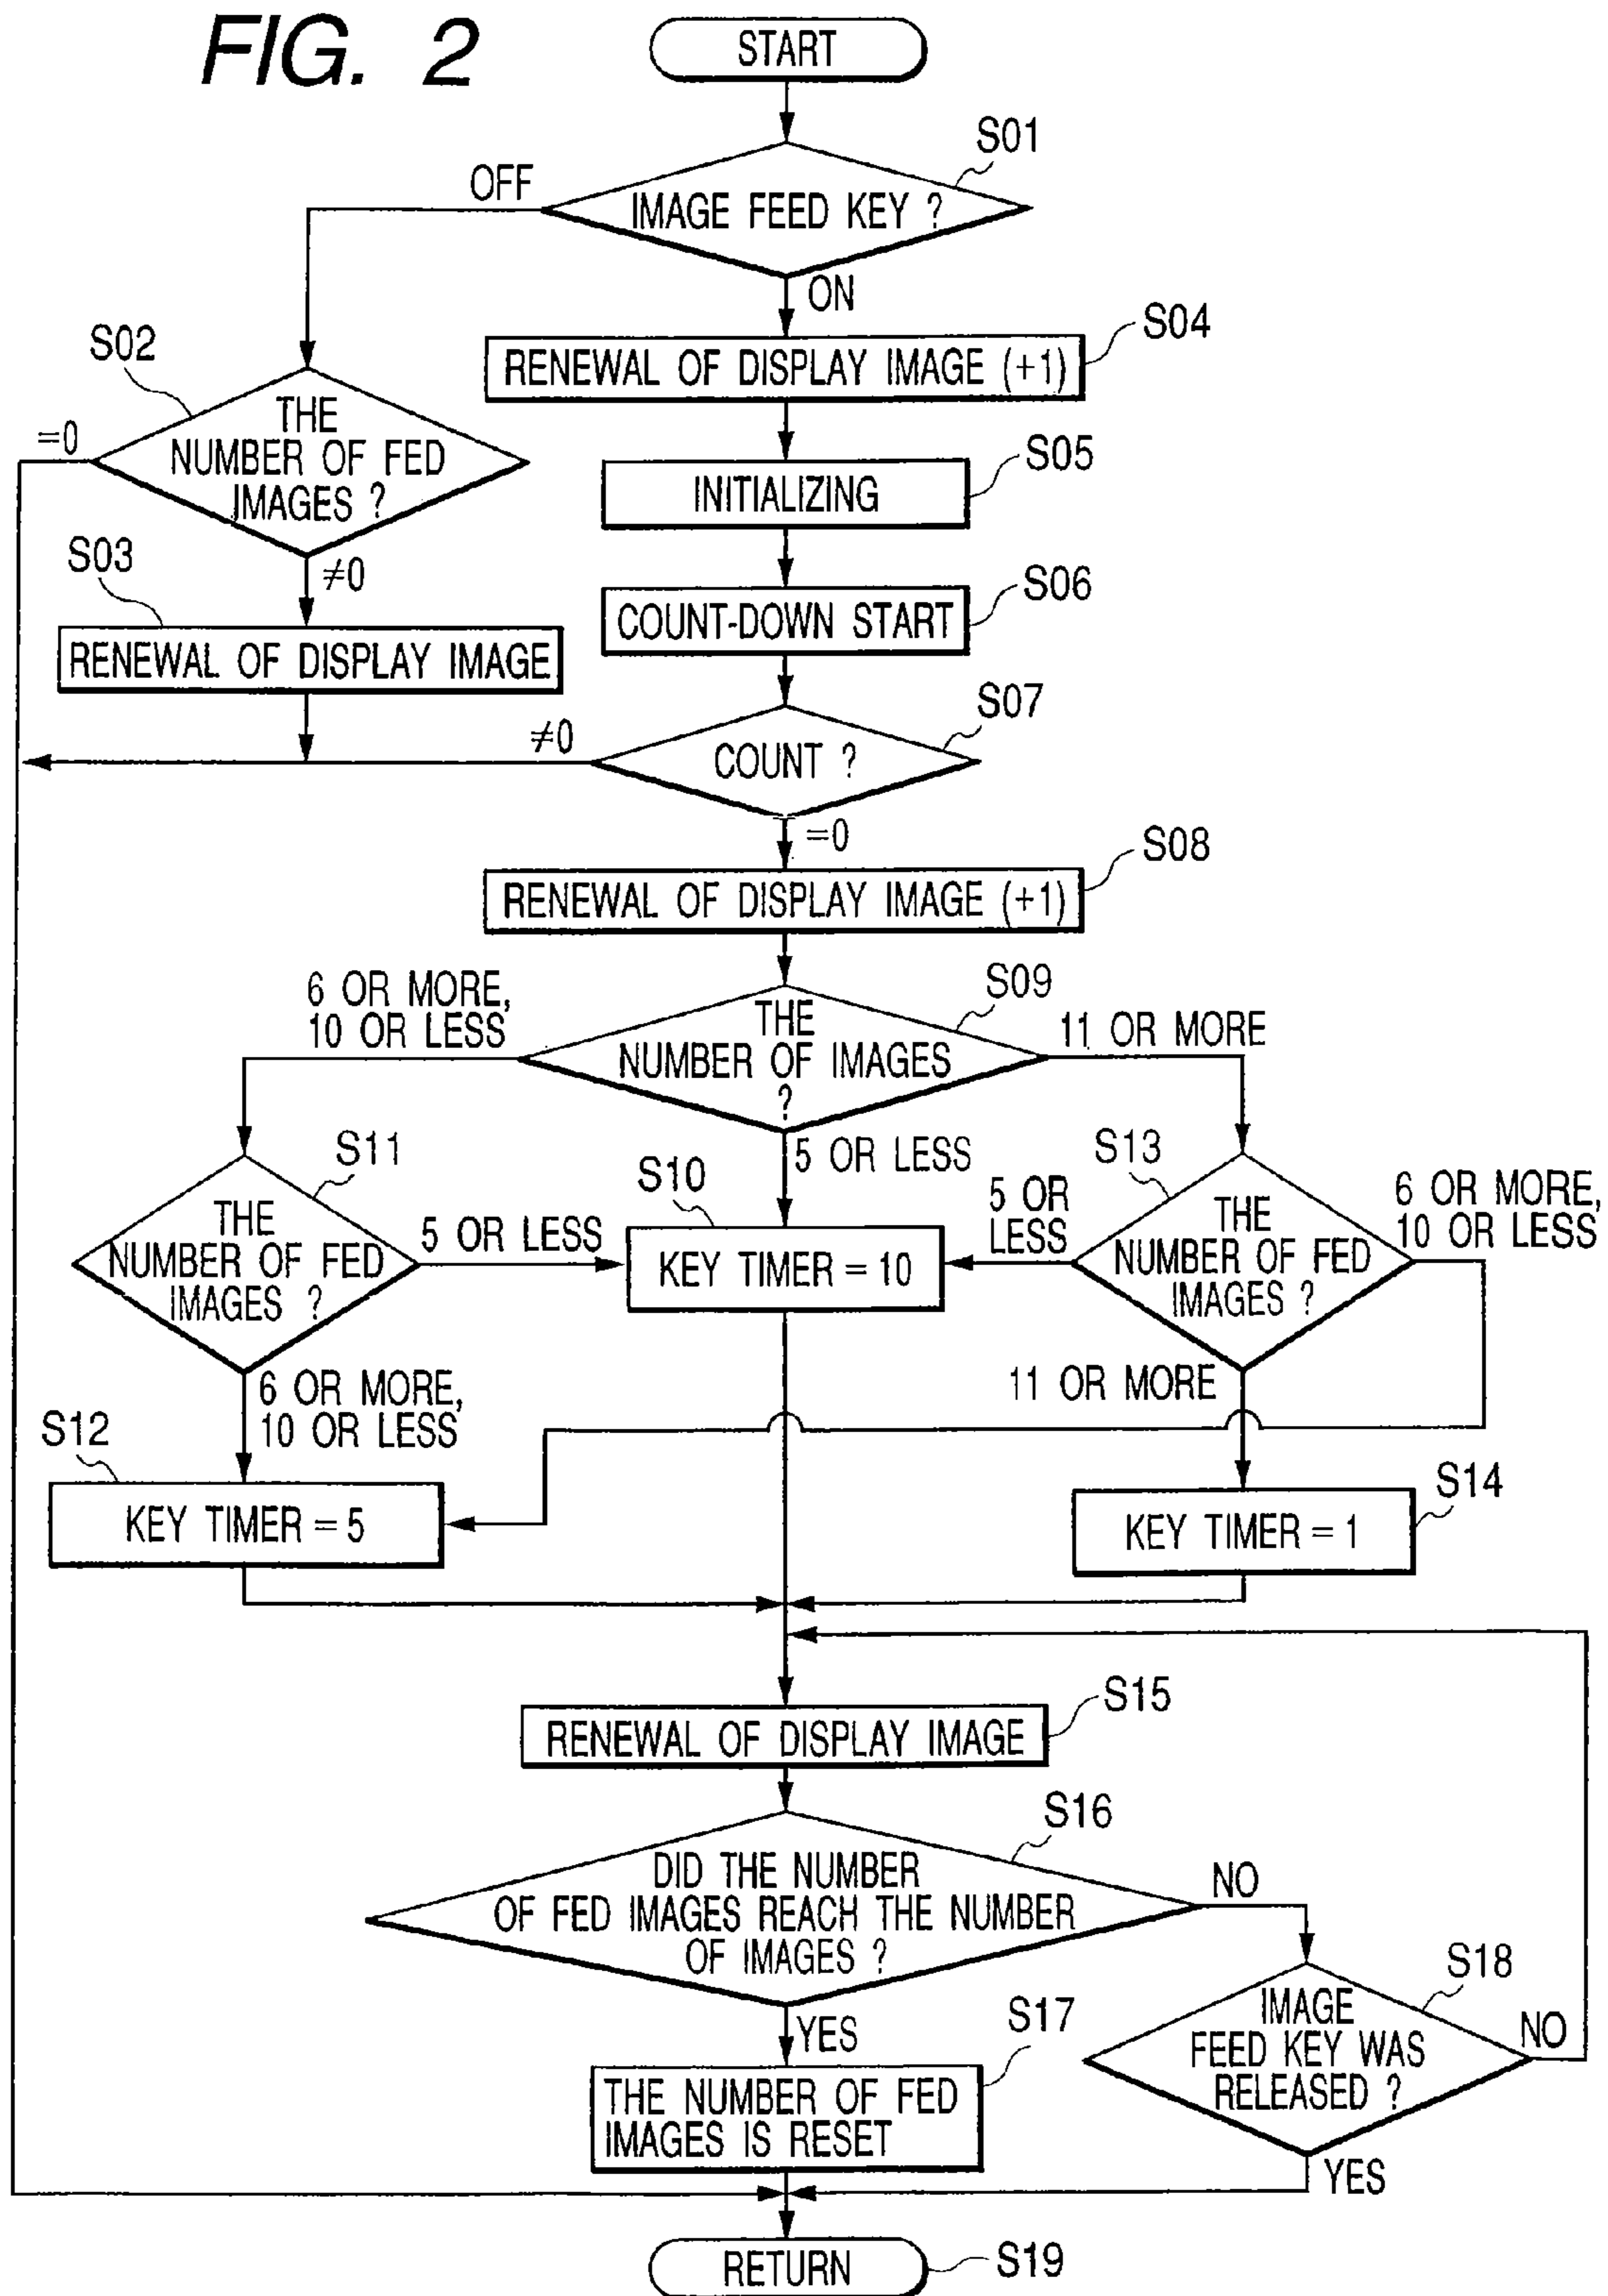 FIG. 2
START
S01
OFF
IMAGE FEED KEY ?
ON
S04
RENEWAL OF DISPLAY IMAGE (+1)
S02
=0
THE
NUMBER OF FED
IMAGES ?
S05
INITIALIZING
S03
≠0
S06
COUNT-DOWN START
RENEWAL OF DISPLAY IMAGE
S07
≠0
COUNT ?
=0
S08
RENEWAL OF DISPLAY IMAGE (+1)
S09
6 OR MORE,
10 OR LESS
THE
NUMBER OF IMAGES
?
11 OR MORE
5 OR LESS
S11
THE
NUMBER OF FED
IMAGES ?
5 OR LESS
S10
KEY TIMER = 10
S13
5 OR
LESS
THE
NUMBER OF FED
IMAGES ?
6 OR MORE,
10 OR LESS
6 OR MORE,
10 OR LESS
11 OR MORE
S12
KEY TIMER = 5
S14
KEY TIMER = 1
S15
RENEWAL OF DISPLAY IMAGE
S16
DID THE NUMBER
OF FED IMAGES REACH THE NUMBER
OF IMAGES ?
NO
YES
S18
IMAGE
FEED KEY WAS
RELEASED ?
NO
S17
THE NUMBER OF FED
IMAGES IS RESET
YES
RETURN
S19